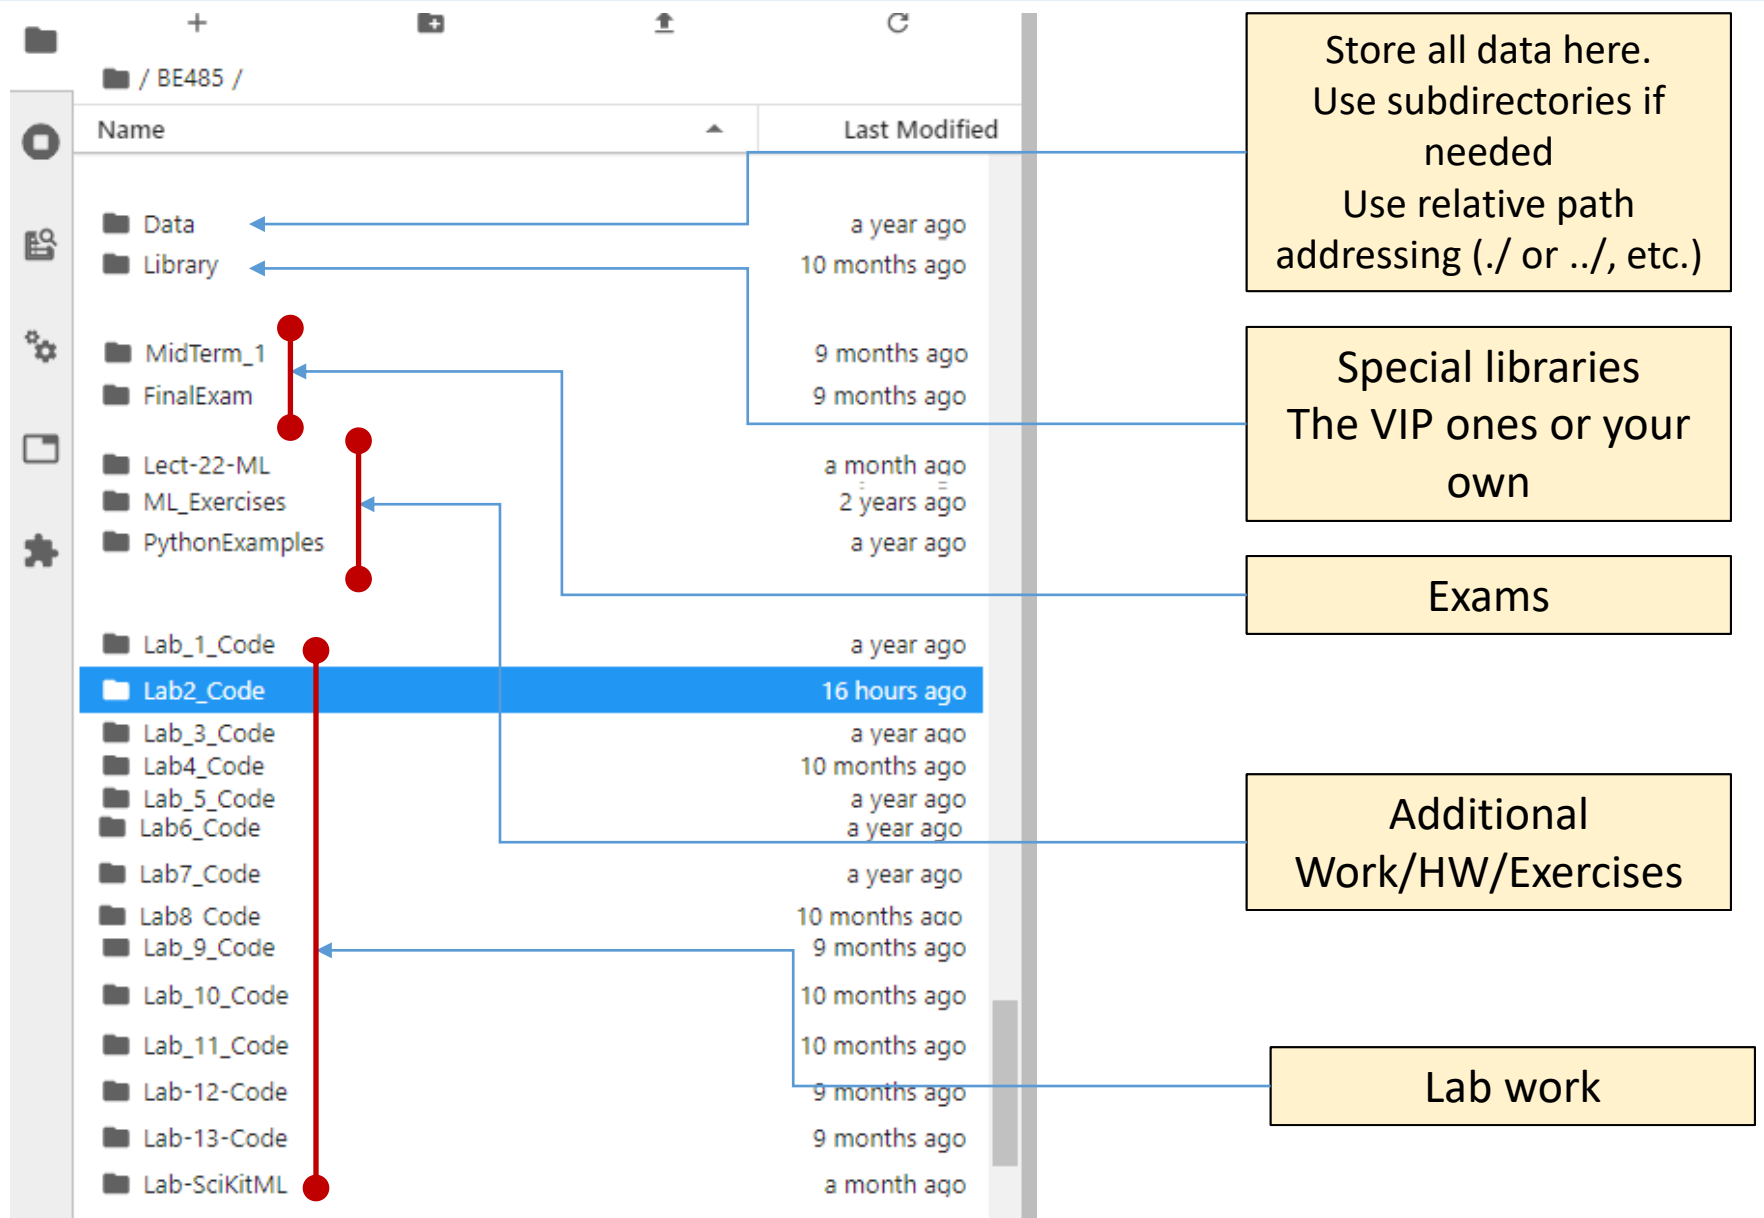 / BE485 /
Name Last Modified
Data a year ago
Library 10 months ago
MidTerm_1 9 months ago
FinalExam 9 months ago
Lect-22-ML a month ago
ML_Exercises 2 years ago
PythonExamples a year ago
Lab_1_Code a year ago
Lab2_Code 16 hours ago
Lab_3_Code a year ago
Lab4_Code 10 months ago
Lab_5_Code a year ago
Lab6_Code a year ago
Lab7_Code a year ago
Lab8_Code 10 months ago
Lab_9_Code 9 months ago
Lab_10_Code 10 months ago
Lab_11_Code 10 months ago
Lab-12-Code 9 months ago
Lab-13-Code 9 months ago
Lab-SciKitML a month ago
Store all data here.
Use subdirectories if
needed
Use relative path
addressing (./ or ../, etc.)
Special libraries
The VIP ones or your
own
Exams
Additional
Work/HW/Exercises
Lab work